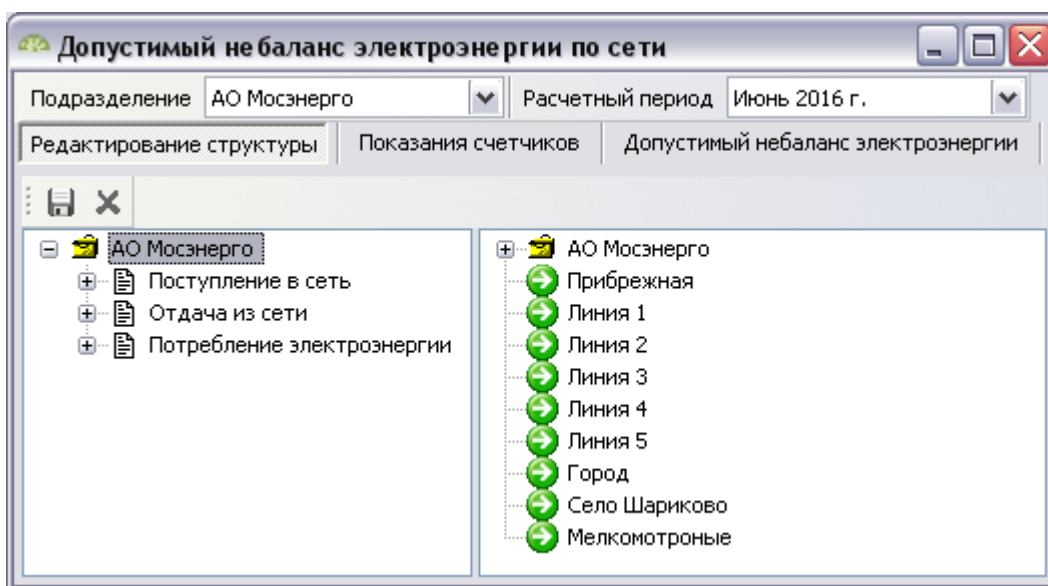 Допустимый небаланс электроэнергии по сети
Подразделение АО Мосэнерго Расчетный период Июнь 2016 г.
Редактирование структуры Показания счетчиков Допустимый небаланс электроэнергии
АО Мосэнерго
Поступление в сеть
Отдача из сети
Потребление электроэнергии
АО Мосэнерго
Прибрежная
Линия 1
Линия 2
Линия 3
Линия 4
Линия 5
Город
Село Шариково
Мелкомотроные